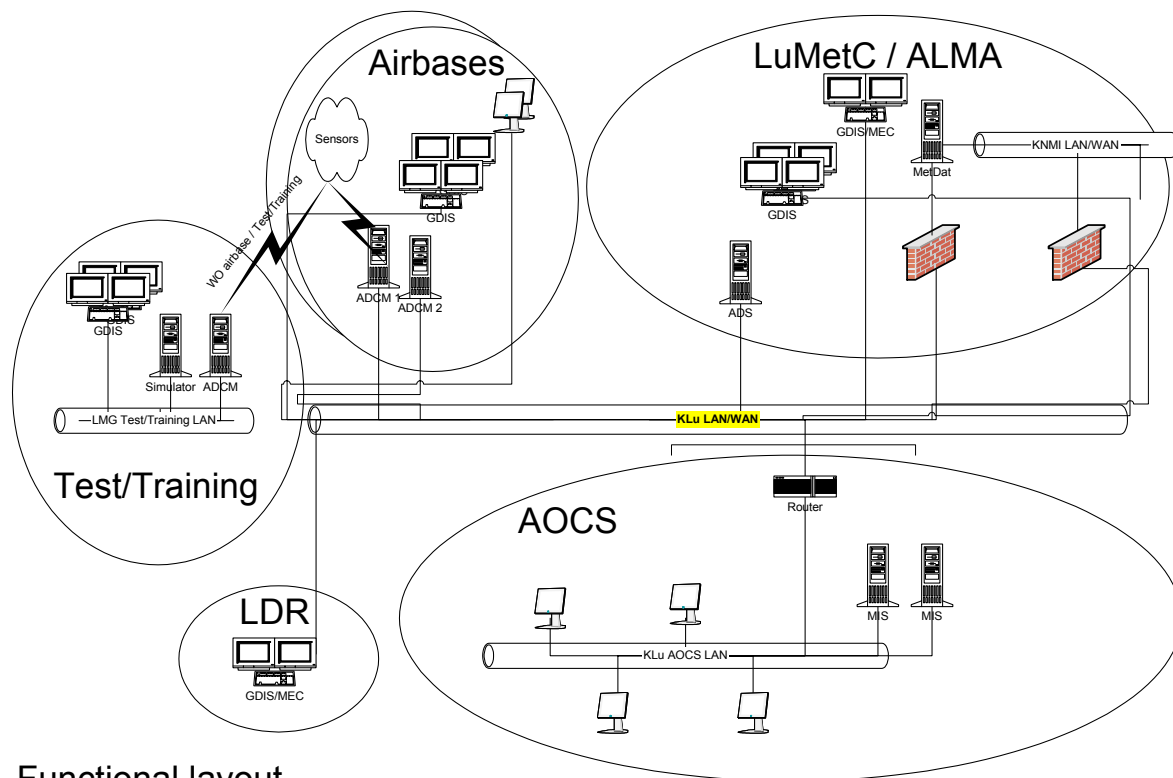 Airbases
LuMetC / ALMA
Sensors
GDIS/MEC
MetDat
KNMI LAN/WAN
GDIS
GDIS
WO airbase / Test/Training
ADCM 1
ADCM 2
ADS
GDIS
Simulator
ADCM
LMG Test/Training LAN
KLu LAN/WAN
Test/Training
AOCS
Router
LDR
GDIS/MEC
MIS
MIS
KLu AOCS LAN
Functional layout